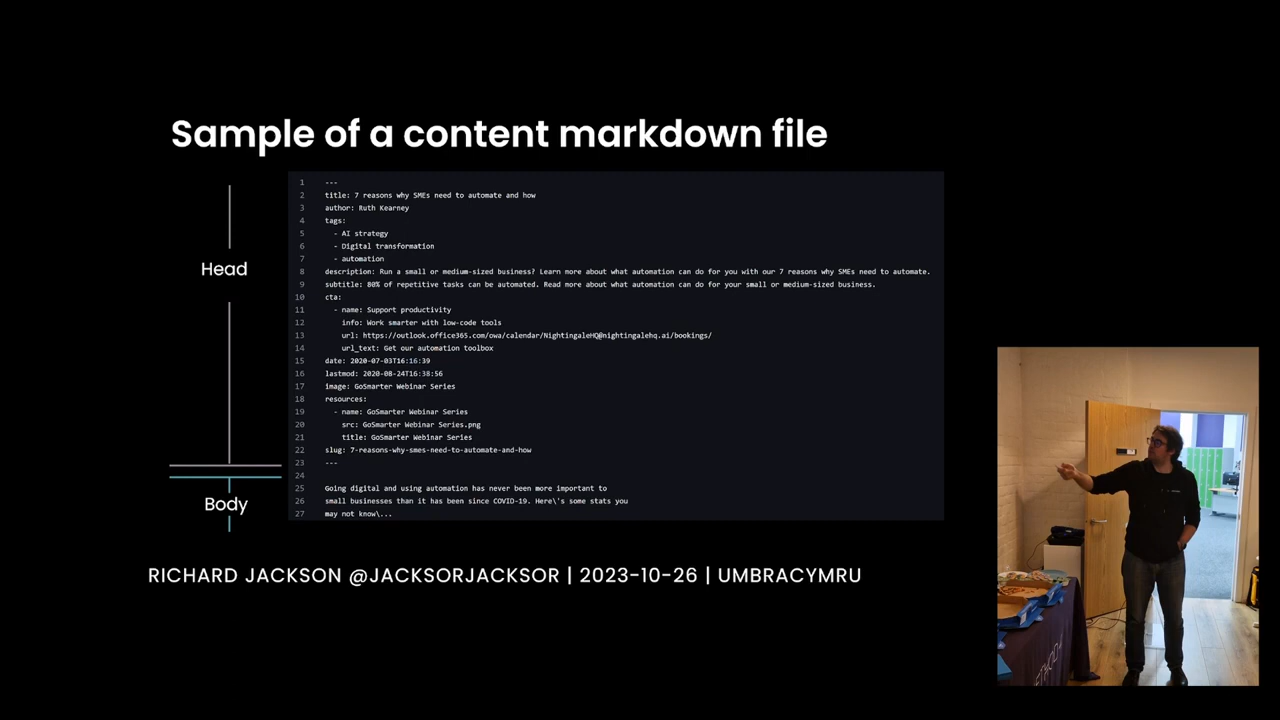 Sample of a content markdown file
Head
Body
1 ---
2 title: 7 reasons why SMEs need to automate and how
3 author: Ruth Kearney
4 tags:
5 - AI strategy
6 - Digital transformation
7 - automation
8 description: Run a small or medium-sized business? Learn more about what automation can do for you with our 7 reasons why SMEs need to automate.
9 subtitle: 80% of repetitive tasks can be automated. Read more about what automation can do for your small or medium-sized business.
10 cta:
11 - name: Support productivity
12 info: Work smarter with low-code tools
13 url: https://outlook.office365.com/owa/calendar/NightingaleHQ@nightingalehq.ai/bookings/
14 url_text: Get our automation toolbox
15 date: 2020-07-03T16:16:39
16 lastmod: 2020-08-24T16:38:56
17 image: GoSmarter Webinar Series
18 resources:
19 - name: GoSmarter Webinar Series
20 src: GoSmarter Webinar Series.png
21 title: GoSmarter Webinar Series
22 slug: 7-reasons-why-smes-need-to-automate-and-how
23 ---
24
25 Going digital and using automation has never been more important to
26 small businesses than it has been since COVID-19. Here\'s some stats you
27 may not know\...
RICHARD JACKSON @JACKSORJACKSOR | 2023-10-26 | UMBRACYMRU